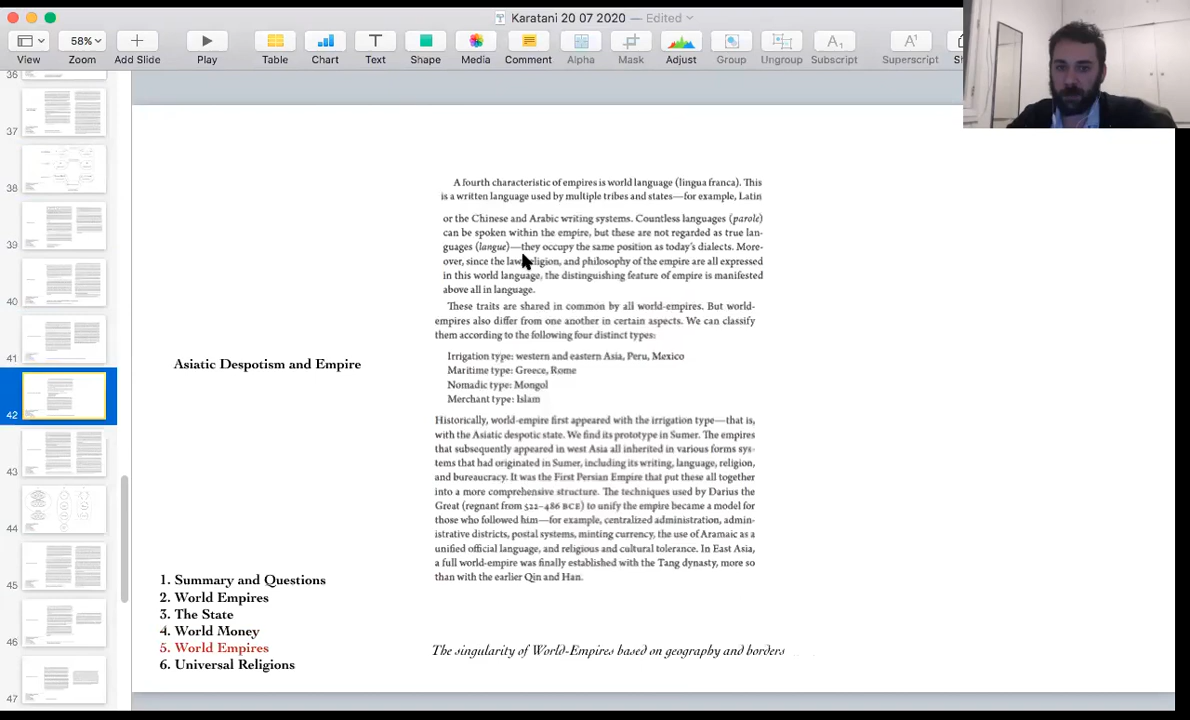 Karatani 20 07 2020 — Edited
58%
View
Zoom
Add Slide
Play
Table
Chart
Text
Shape
Media
Comment
Alpha
Mask
Adjust
Group
Ungroup
Subscript
Superscript
36
37
38
39
40
41
42
43
44
45
46
47
A fourth characteristic of empires is world language (lingua franca). This
is a written language used by multiple tribes and states—for example, Latin
or the Chinese and Arabic writing systems. Countless languages (parole)
can be spoken within the empire, but these are not regarded as true lan-
guages (langue)—they occupy the same position as today's dialects. More-
over, since the law, religion, and philosophy of the empire are all expressed
in this world language, the distinguishing feature of empire is manifested
above all in language.
These traits are shared in common by all world-empires. But world-
empires also differ from one another in certain aspects. We can classify
them according to the following four distinct types:
Irrigation type: western and eastern Asia, Peru, Mexico
Maritime type: Greece, Rome
Nomadic type: Mongol
Merchant type: Islam
Historically, world-empire first appeared with the irrigation type—that is,
with the Asiatic despotic state. We find its prototype in Sumer. The empires
that subsequently appeared in west Asia all inherited in various forms sys-
tems that had originated in Sumer, including its writing, language, religion,
and bureaucracy. It was the First Persian Empire that put these all together
into a more comprehensive structure. The techniques used by Darius the
Great (regnant from 522–486 BCE) to unify the empire became a model for
those who followed him—for example, centralized administration, admin-
istrative districts, postal systems, minting currency, the use of Aramaic as a
unified official language, and religious and cultural tolerance. In East Asia,
a full world-empire was finally established with the Tang dynasty, more so
than with the earlier Qin and Han.
Asiatic Despotism and Empire
1. Summary and Questions
2. World Empires
3. The State
4. World Money
5. World Empires
6. Universal Religions
The singularity of World-Empires based on geography and borders